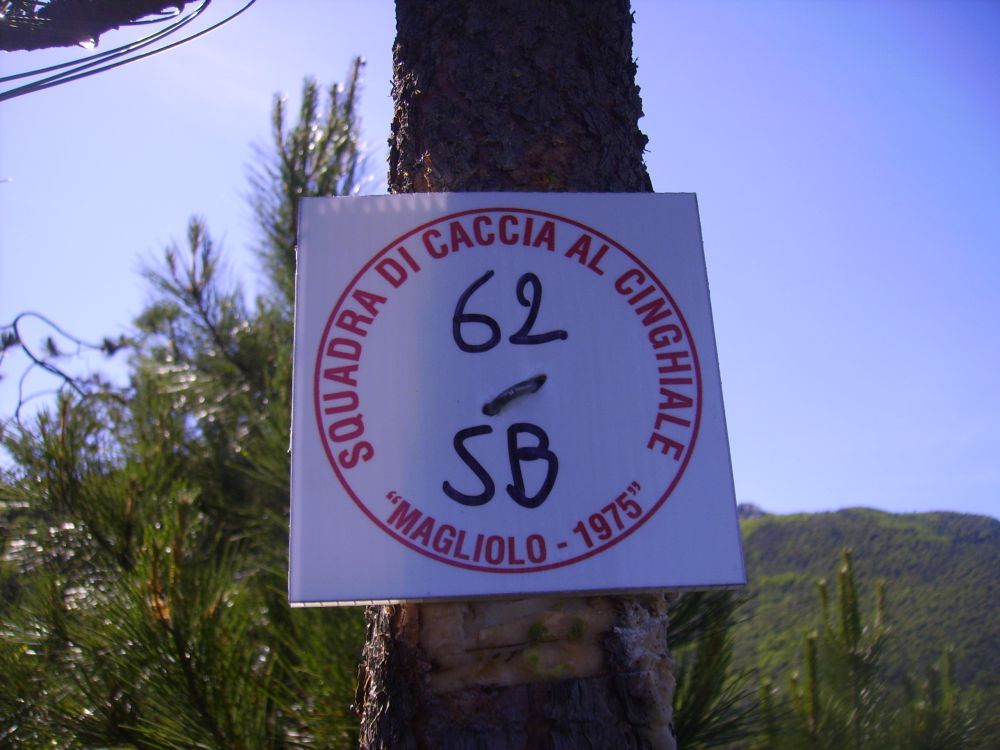 SQUADRA DI CACCIA AL CINGHIALE
62
SB
"MAGLIOLO - 1975"